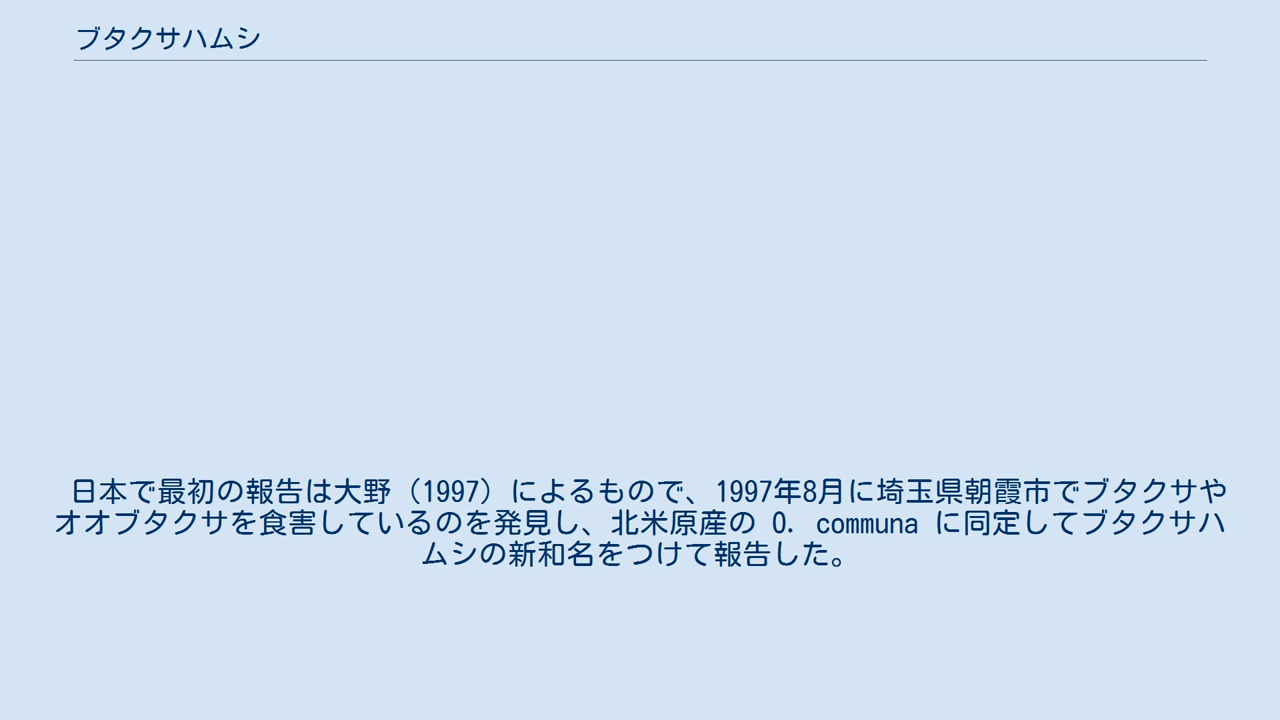 ブタクサハムシ
日本で最初の報告は大野（1997）によるもので、1997年8月に埼玉県朝霞市でブタクサや
オオブタクサを食害しているのを発見し、北米原産の O. communa に同定してブタクサハ
ムシの新和名をつけて報告した。